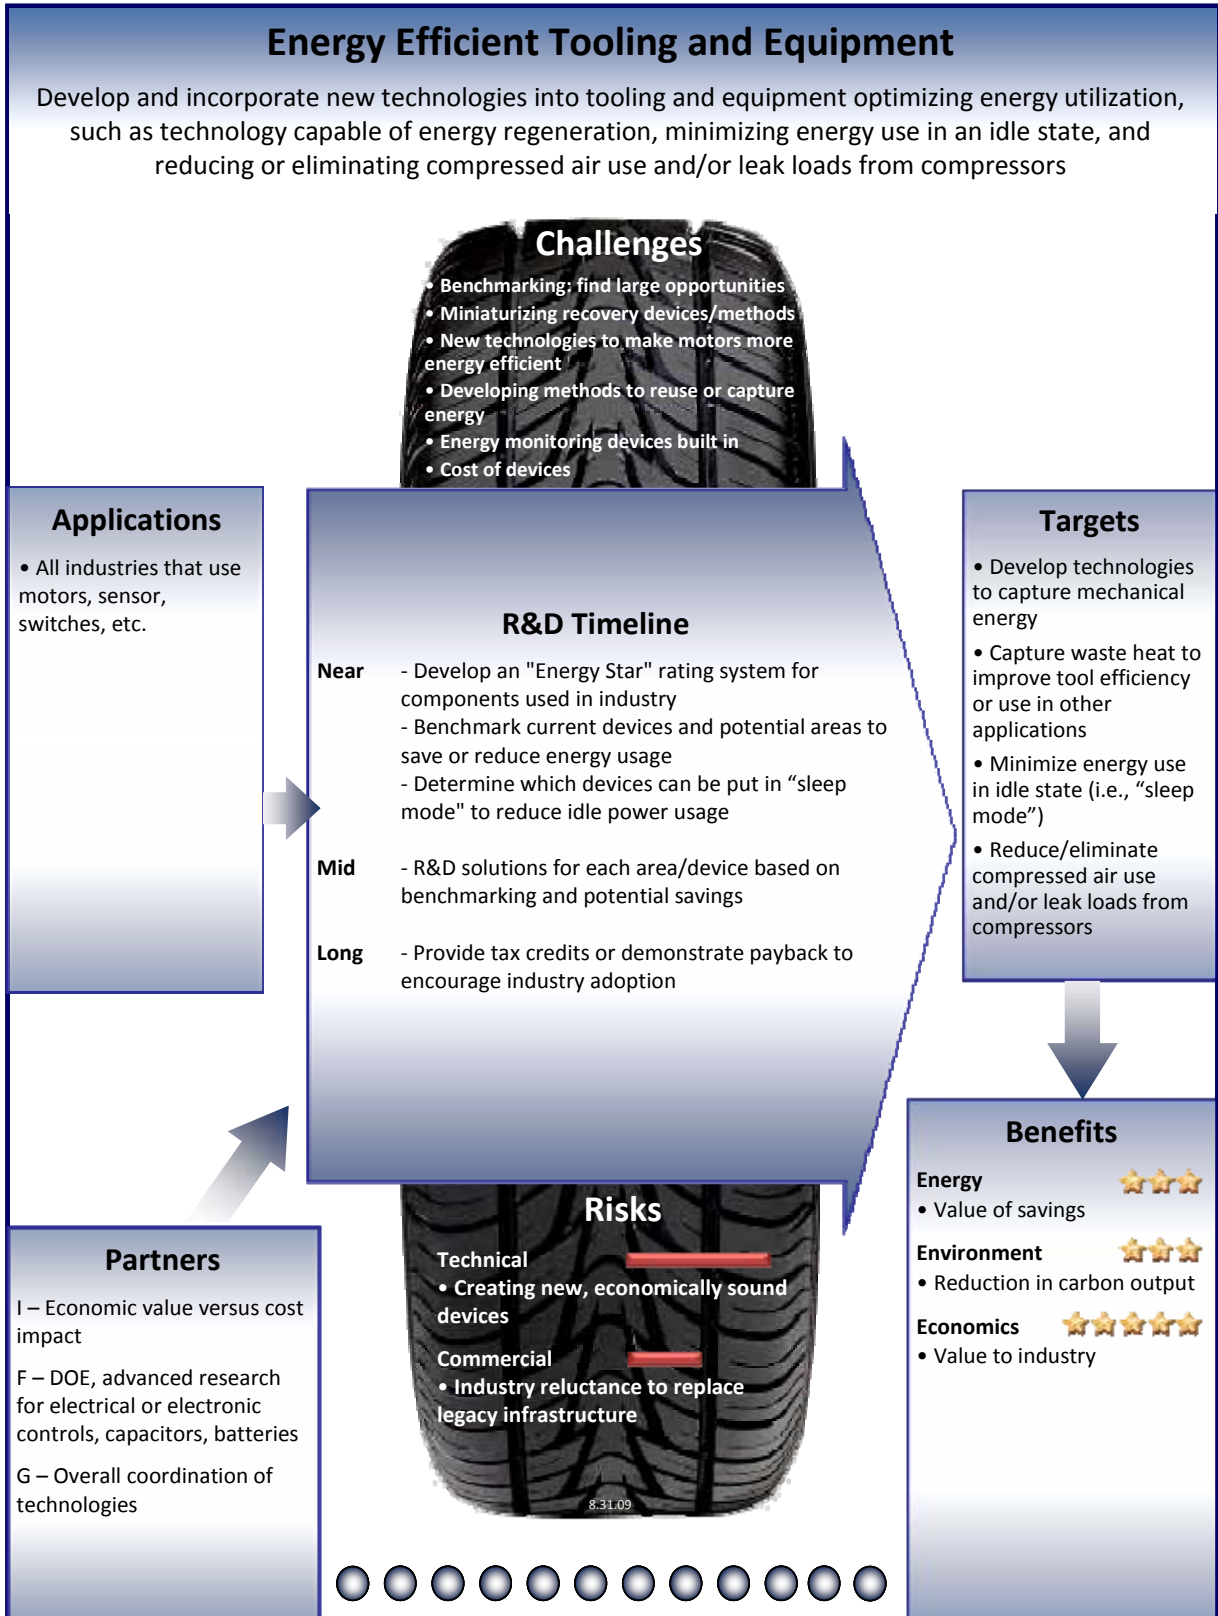 Energy Efficient Tooling and Equipment
Develop and incorporate new technologies into tooling and equipment optimizing energy utilization,
such as technology capable of energy regeneration, minimizing energy use in an idle state, and
reducing or eliminating compressed air use and/or leak loads from compressors
Challenges
• Benchmarking: find large opportunities
• Miniaturizing recovery devices/methods
• New technologies to make motors more
energy efficient
• Developing methods to reuse or capture
energy
• Energy monitoring devices built in
• Cost of devices
Applications
• All industries that use
motors, sensor,
switches, etc.
R&D Timeline
Near - Develop an "Energy Star" rating system for
components used in industry
- Benchmark current devices and potential areas to
save or reduce energy usage
- Determine which devices can be put in “sleep
mode" to reduce idle power usage
Mid - R&D solutions for each area/device based on
benchmarking and potential savings
Long - Provide tax credits or demonstrate payback to
encourage industry adoption
Targets
• Develop technologies
to capture mechanical
energy
• Capture waste heat to
improve tool efficiency
or use in other
applications
• Minimize energy use
in idle state (i.e., “sleep
mode”)
• Reduce/eliminate
compressed air use
and/or leak loads from
compressors
Partners
I – Economic value versus cost
impact
F – DOE, advanced research
for electrical or electronic
controls, capacitors, batteries
G – Overall coordination of
technologies
Risks
Technical
• Creating new, economically sound
devices
Commercial
• Industry reluctance to replace
legacy infrastructure
8.31.09
Benefits
Energy
• Value of savings
Environment
• Reduction in carbon output
Economics
• Value to industry